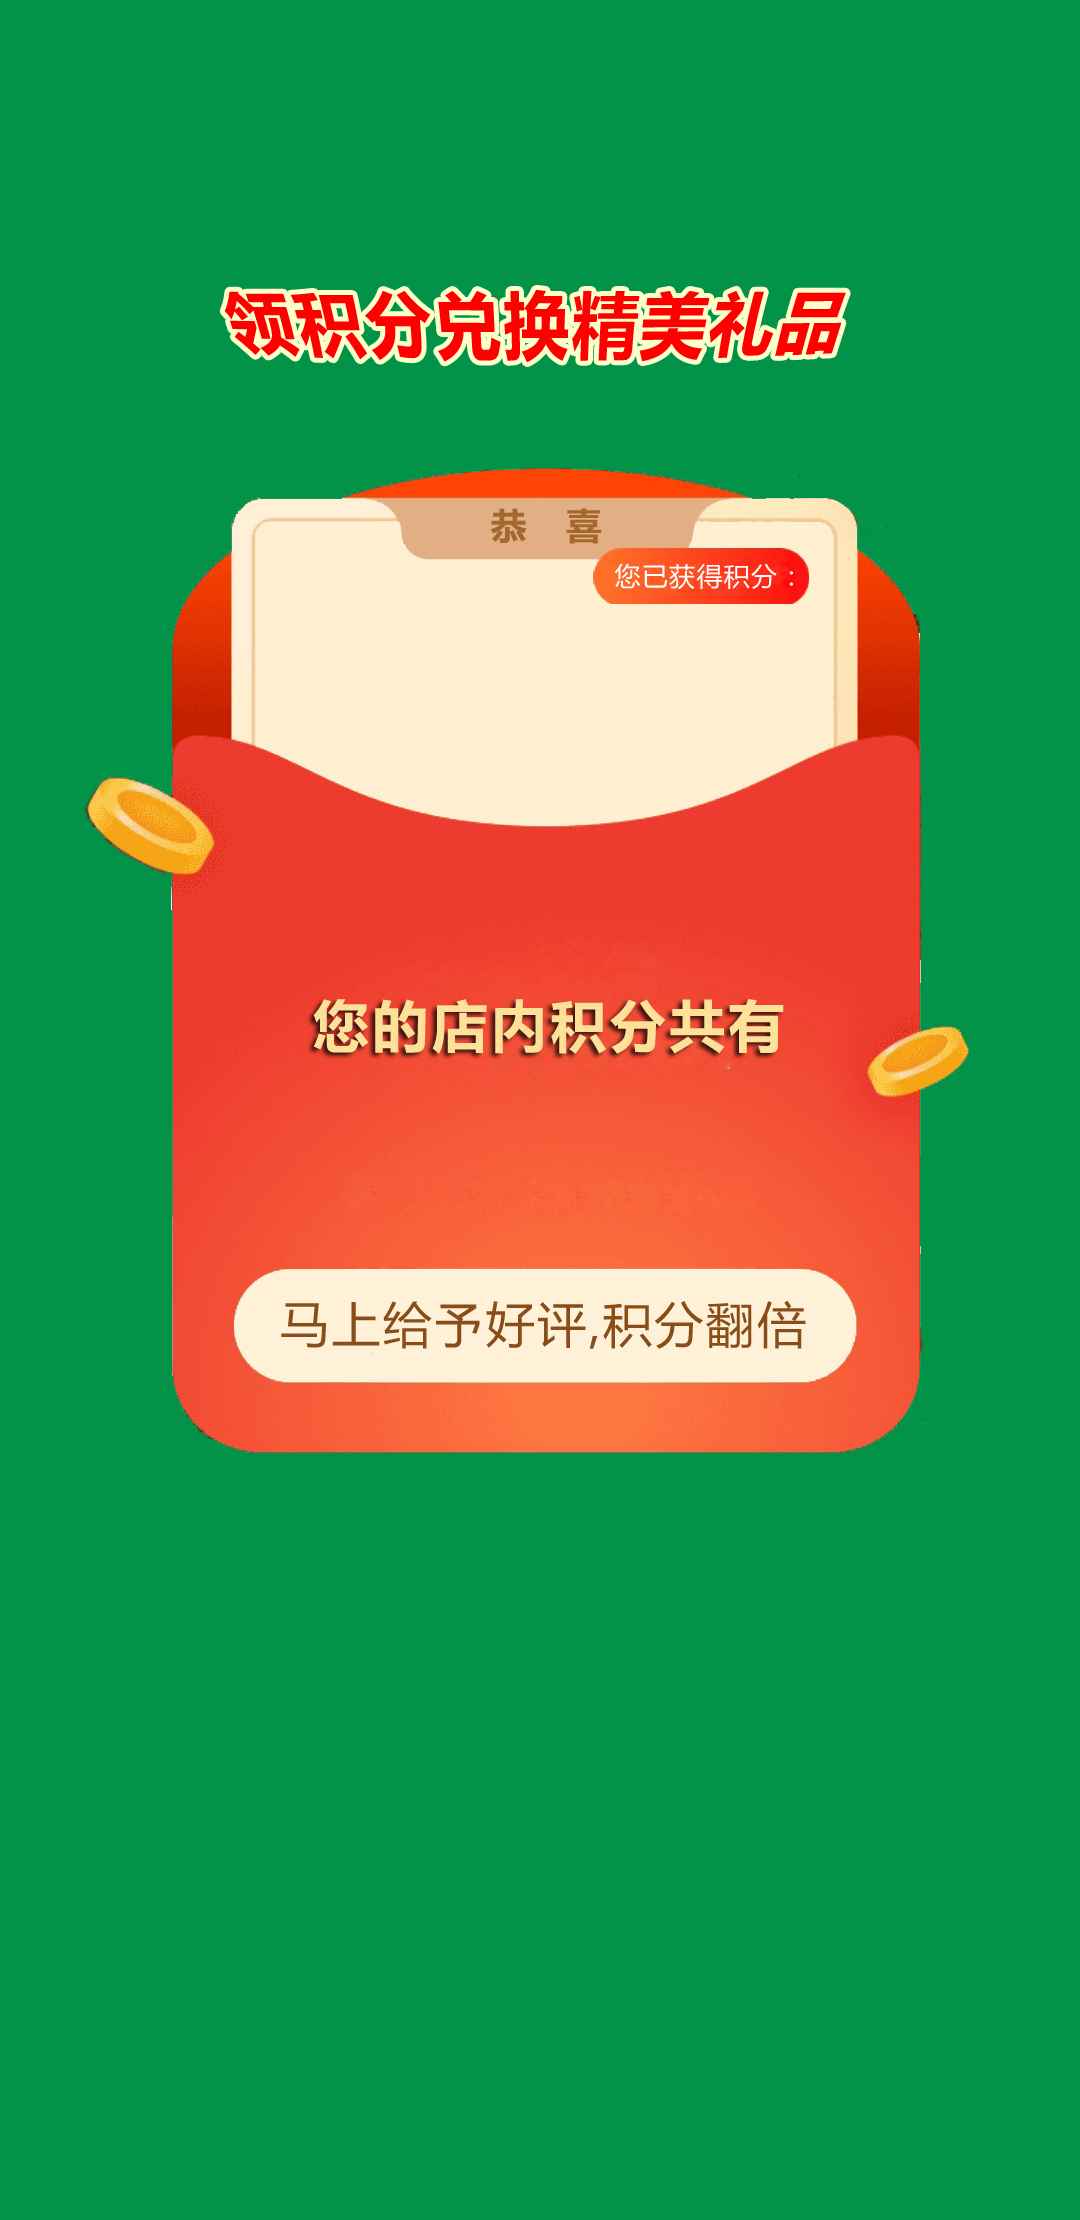 领积分兑换精美礼品
恭 喜
您已获得积分：
您的店内积分共有
马上给予好评,积分翻倍